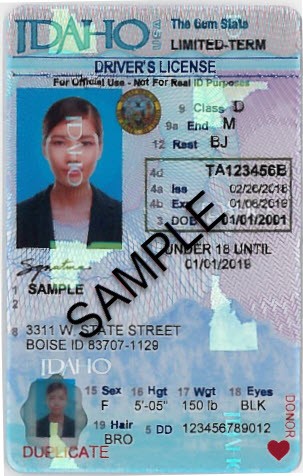 IDAHO
USA
The Gem State
LIMITED-TERM
DRIVER'S LICENSE
For Official Use - Not For Real ID Purposes
9 Class D
9a End M
12 Rest BJ
4d TA123456B
4a Iss 02/20/2018
4b Exp 01/06/2019
3 DOB 01/01/2001
IDAHO
SAMPLE
UNDER 18 UNTIL
01/01/2019
Signature
1 SAMPLE
2
8 3311 W STATE STREET
BOISE ID 83707-1129
IDAHO
15 Sex F
16 Hgt 5'-05"
17 Wgt 150 lb
18 Eyes BLK
19 Hair BRO
5 DD 123456789012
DUPLICATE
DONOR
IDAHO